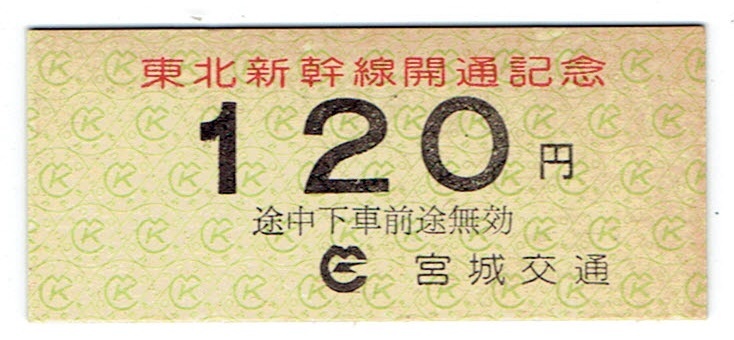 東北新幹線開通記念
120円
途中下車前途無効
宮城交通